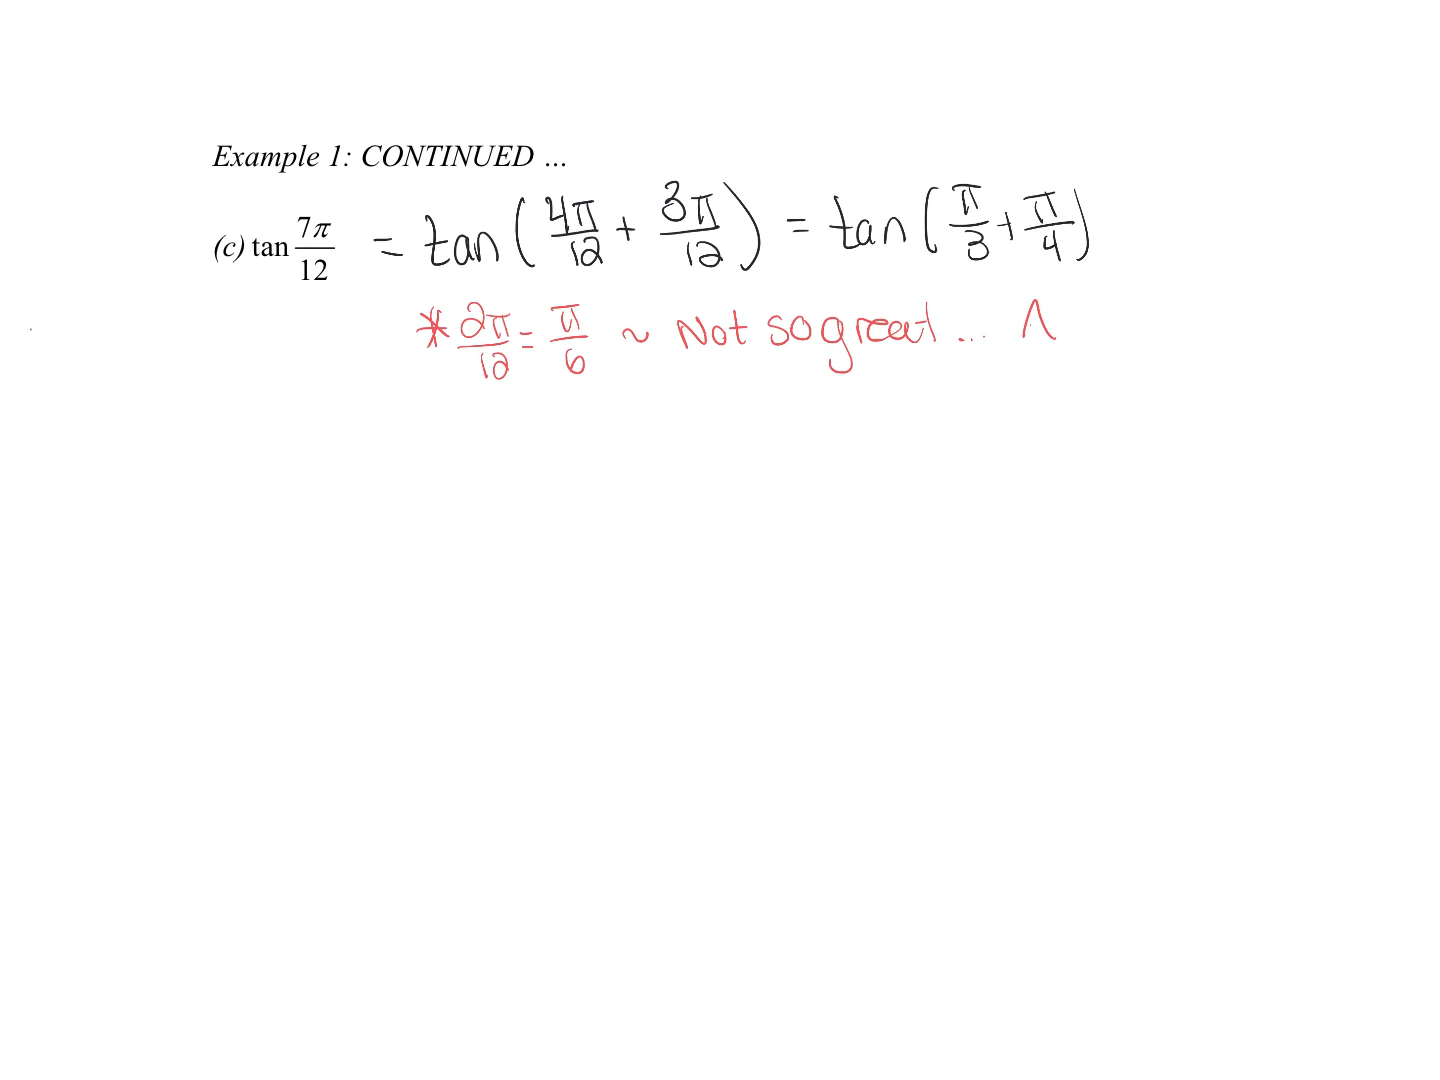 Example 1: CONTINUED ...
(c) tan 7π/12 = tan(4π/12 + 3π/12) = tan(π/3 + π/4)
* 2π/12 = π/6 ~ Not so great ...